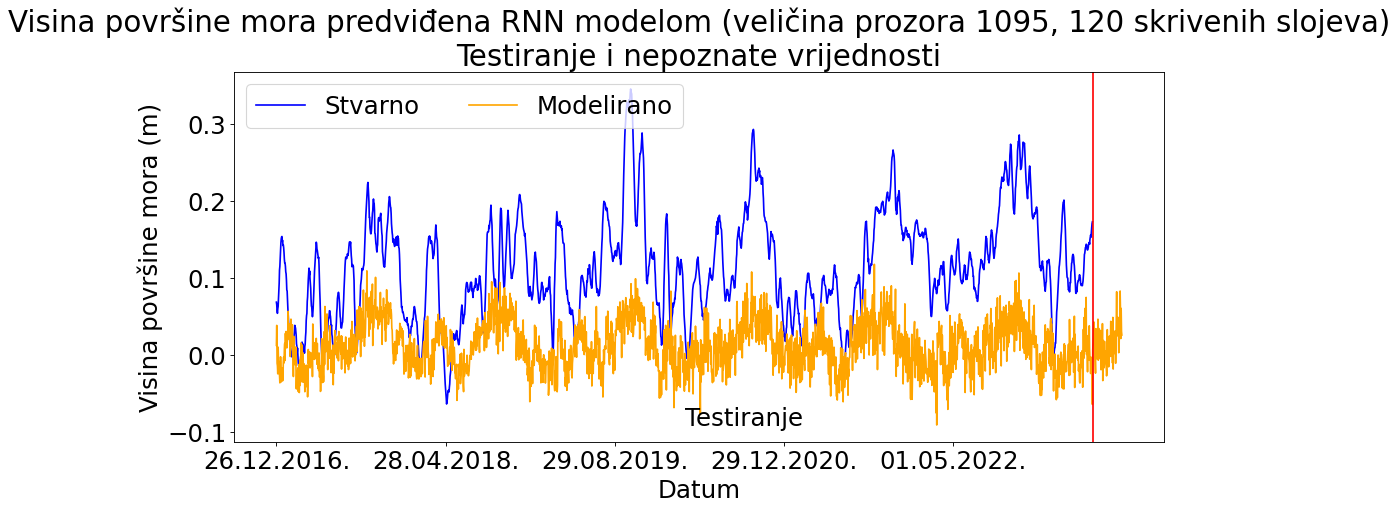 Visina površine mora predviđena RNN modelom (veličina prozora 1095, 120 skrivenih slojeva)
Testiranje i nepoznate vrijednosti
Stvarno
Modelirano
Visina površine mora (m)
0.3
0.2
0.1
0.0
−0.1
Testiranje
26.12.2016.
28.04.2018.
29.08.2019.
29.12.2020.
01.05.2022.
Datum